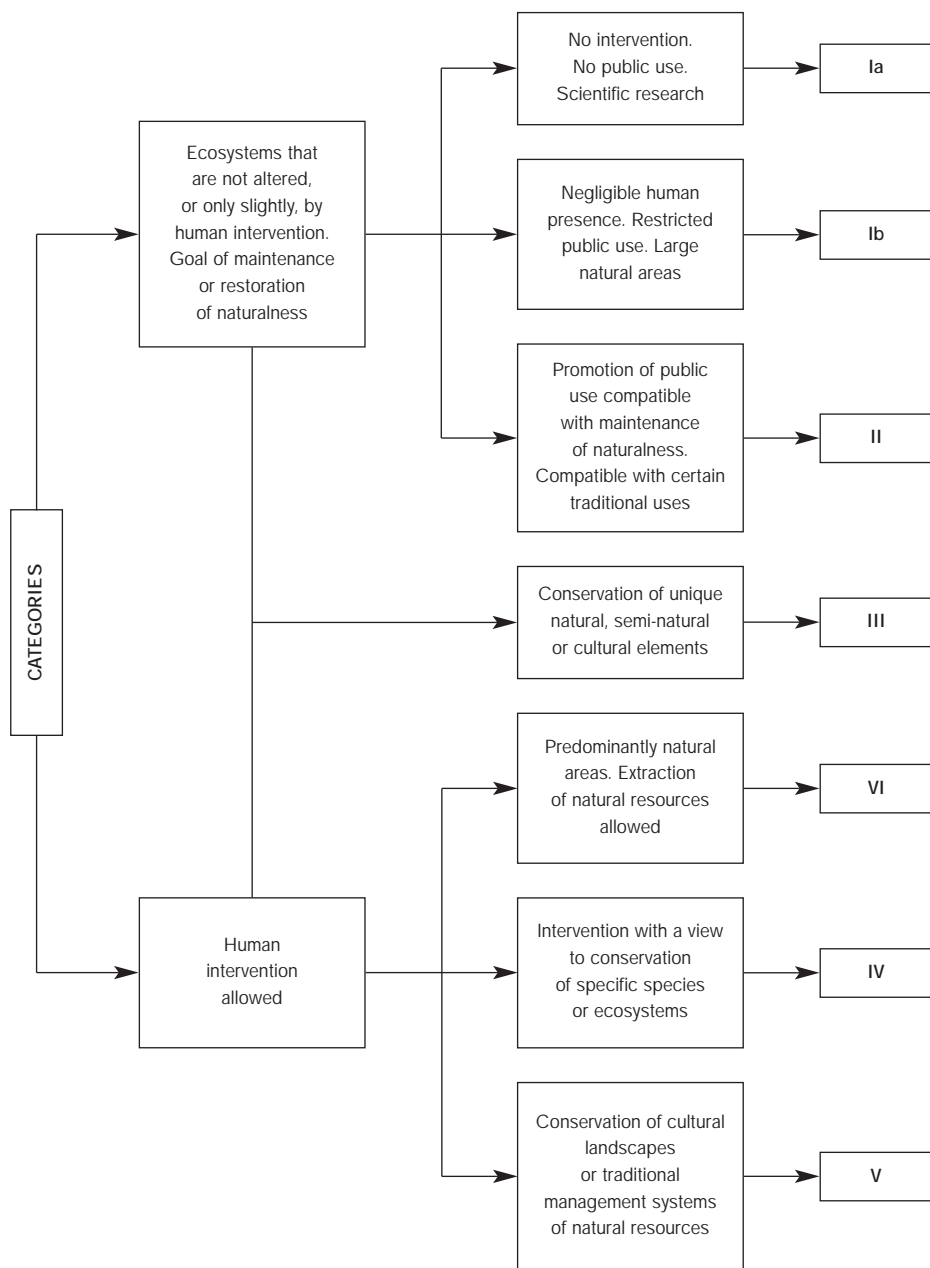 No intervention.
No public use.
Scientific research
Ia
Ecosystems that
are not altered,
or only slightly, by
human intervention.
Goal of maintenance
or restoration
of naturalness
Negligible human
presence. Restricted
public use. Large
natural areas
Ib
Promotion of public
use compatible
with maintenance
of naturalness.
Compatible with certain
traditional uses
II
CATEGORIES
Conservation of unique
natural, semi-natural
or cultural elements
III
Predominantly natural
areas. Extraction
of natural resources
allowed
VI
Human
intervention
allowed
Intervention with a view
to conservation
of specific species
or ecosystems
IV
Conservation of cultural
landscapes
or traditional
management systems
of natural resources
V